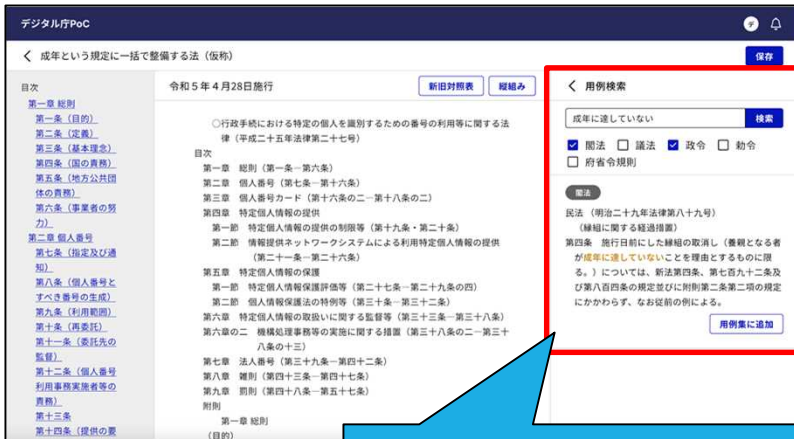 デジタル庁PoC
デ
成年という規定に一括で整備する法（仮称）
保存
目次
第一章 総則
第一条（目的）
第二条（定義）
第三条（基本理念）
第四条（国の責務）
第五条（地方公共団
体の責務）
第六条（事業者の努
力）
第二章 個人番号
第七条（指定及び通
知）
第八条（個人番号と
すべき番号の生成）
第九条（利用範囲）
第十条（再委託）
第十一条（委託先の
監督）
第十二条（個人番号
利用事務実施者等の
責務）
第十三条
第十四条（提供の要
令和５年４月28日施行
新旧対照表
縦組み
○行政手続における特定の個人を識別するための番号の利用等に関する法
律（平成二十五年法律第二十七号）
目次
第一章 総則（第一条―第六条）
第二章 個人番号（第七条―第十六条）
第三章 個人番号カード（第十六条の二―第十八条の二）
第四章 特定個人情報の提供
第一節 特定個人情報の提供の制限等（第十九条・第二十条）
第二節 情報提供ネットワークシステムによる利用特定個人情報の提供
（第二十一条―第二十六条）
第五章 特定個人情報の保護
第一節 特定個人情報保護評価等（第二十七条―第二十九条の四）
第二節 個人情報保護法の特例等（第三十条―第三十二条）
第六章 特定個人情報の取扱いに関する監督等（第三十三条―第三十八条）
第六章の二 機構処理事務等の実施に関する措置（第三十八条の二―第三十
八条の十三）
第七章 法人番号（第三十九条―第四十二条）
第八章 雑則（第四十三条―第四十七条）
第九章 罰則（第四十八条―第五十七条）
附則
第一章 総則
（目的）
用例検索
成年に達していない
検索
閣法 議法 政令 勅令
府省令規則
閣法
民法（明治二十九年法律第八十九号）
（縁組に関する経過措置）
第四条 施行日前にした縁組の取消し（養親となる者
が成年に達していないことを理由とするものに限
る。）については、新法第四条、第七百九十二条及
び第八百四条の規定並びに附則第二条第二項の規定
にかかわらず、なお従前の例による。
用例集に追加